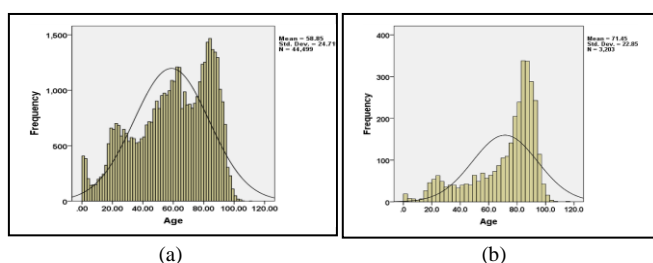 Mean = 58.85
Std. Dev. = 24.71
N = 44,499
1,500
1,000
500
0
Frequency
.00 20.00 40.00 60.00 80.00 100.00 120.00
Age
(a)
Mean = 71.45
Std. Dev. = 22.85
N = 3,203
400
300
200
100
0
Frequency
.0 20.0 40.0 60.0 80.0 100.0 120.0
Age
(b)